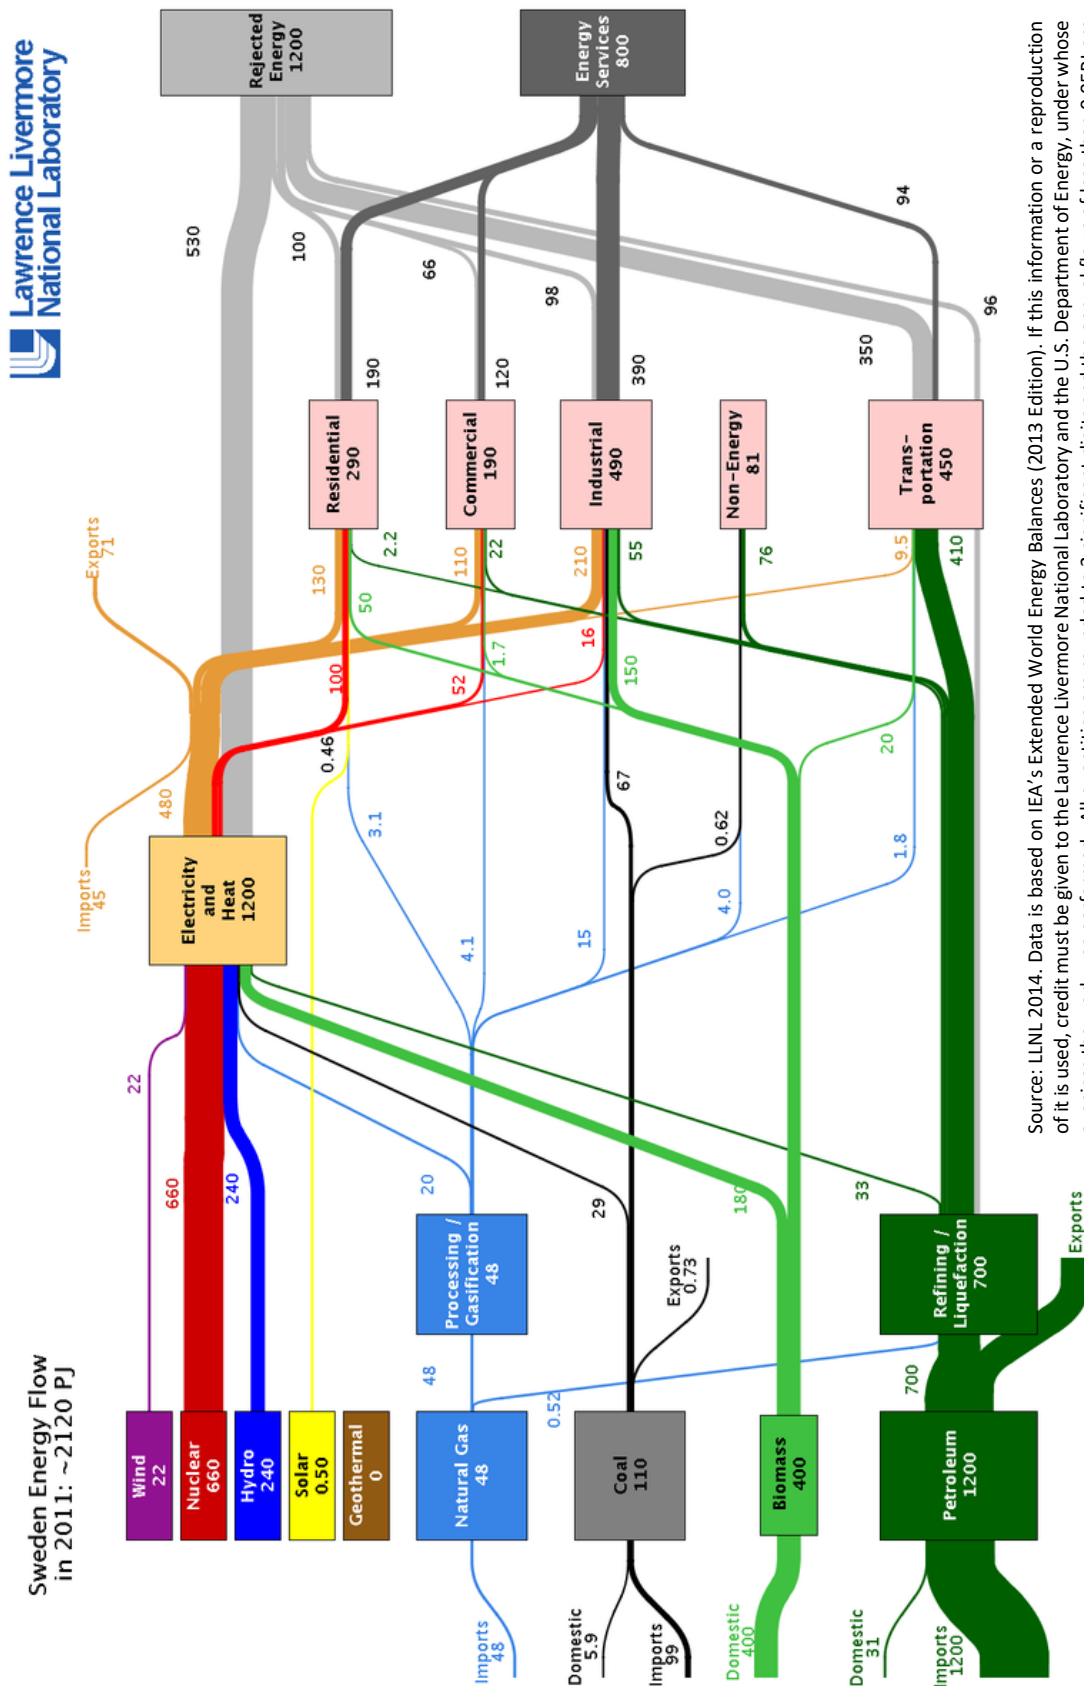 Sweden Energy Flow
in 2011: ~2120 PJ
Lawrence Livermore
National Laboratory
Wind
22
Nuclear
660
Hydro
240
Solar
0.50
Geothermal
0
Natural Gas
48
Coal
110
Biomass
400
Petroleum
1200
Imports
48
Domestic
5.9
Imports
99
Domestic
400
Domestic
31
Imports
1200
22
660
240
48
0.52
Exports
0.73
700
Exports
Processing /
Gasification
48
Refining /
Liquefaction
700
20
29
180
33
Electricity
and
Heat
1200
Imports
45
Exports
71
480
3.1
4.1
15
4.0
1.8
0.46
67
0.62
20
100
52
16
130
50
2.2
110
22
1.7
210
55
150
76
9.5
410
Residential
290
Commercial
190
Industrial
490
Non-Energy
81
Trans-
portation
450
530
100
66
98
350
96
190
120
390
94
Rejected
Energy
1200
Energy
Services
800
Source: LLNL 2014. Data is based on IEA's Extended World Energy Balances (2013 Edition). If this information or a reproduction
of it is used, credit must be given to the Laurence Livermore National Laboratory and the U.S. Department of Energy, under whose